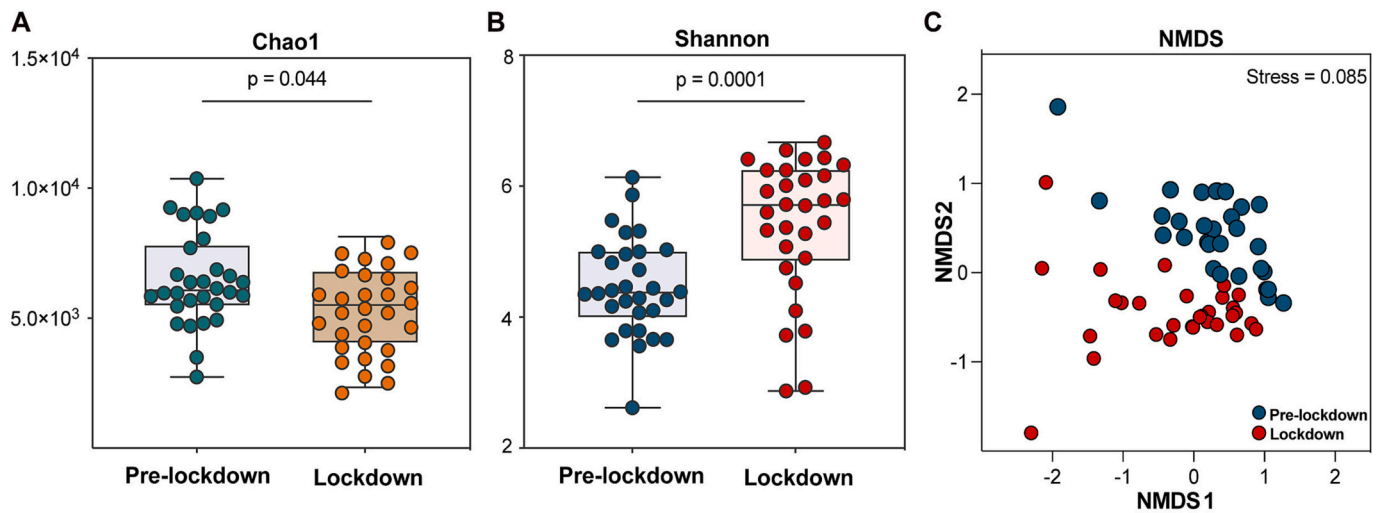 A
Chao1
1.5×10⁴
p = 0.044
1.0×10⁴
5.0×10³
Pre-lockdown
Lockdown
B
Shannon
8
p = 0.0001
6
4
2
Pre-lockdown
Lockdown
C
NMDS
Stress = 0.085
NMDS2
2
1
0
-1
Pre-lockdown
Lockdown
-2
-1
0
1
2
NMDS1